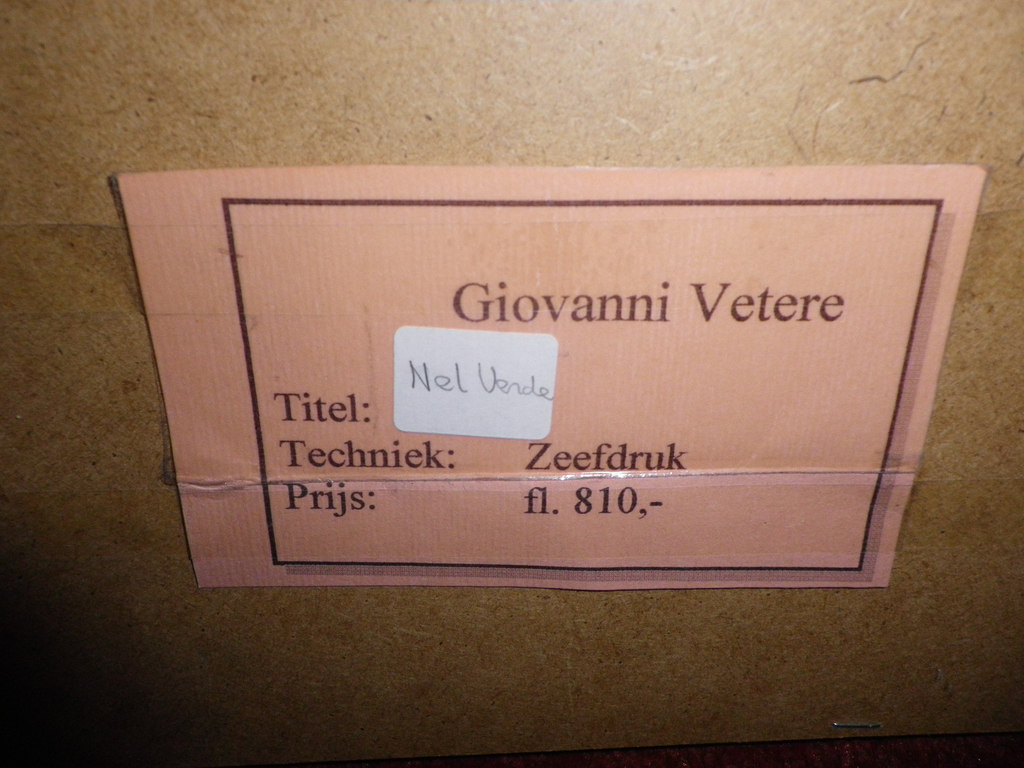 Giovanni Vetere
Nel Verde
Titel:
Techniek: Zeefdruk
Prijs: fl. 810,-